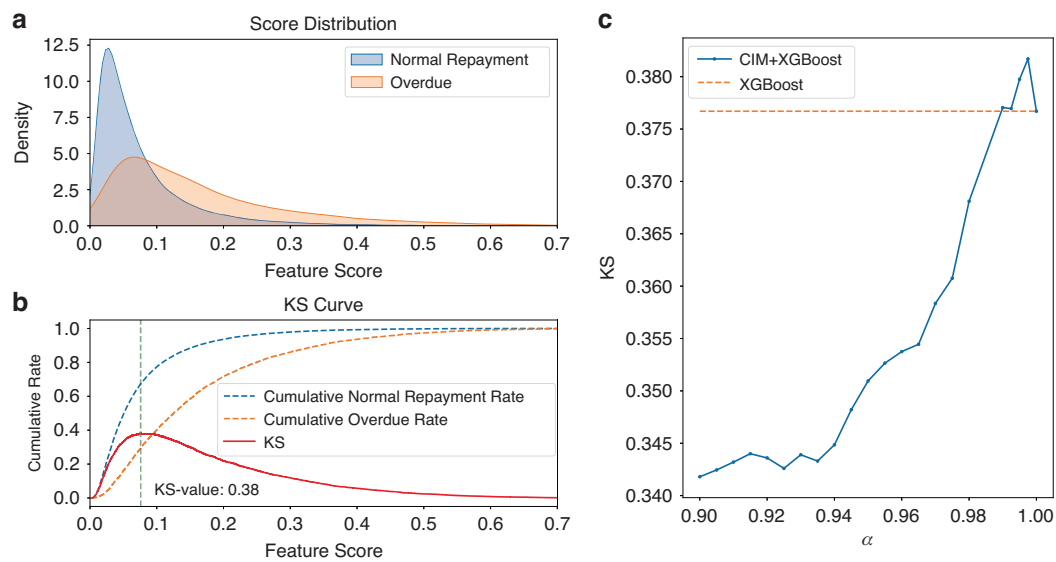 a
Score Distribution
12.5
10.0
7.5
5.0
2.5
0.0
Density
Normal Repayment
Overdue
0.0 0.1 0.2 0.3 0.4 0.5 0.6 0.7
Feature Score
b
KS Curve
1.0
0.8
0.6
0.4
0.2
0.0
Cumulative Rate
Cumulative Normal Repayment Rate
Cumulative Overdue Rate
KS
KS-value: 0.38
0.0 0.1 0.2 0.3 0.4 0.5 0.6 0.7
Feature Score
c
CIM+XGBoost
XGBoost
0.380
0.375
0.370
0.365
0.360
0.355
0.350
0.345
0.340
KS
0.90 0.92 0.94 0.96 0.98 1.00
α